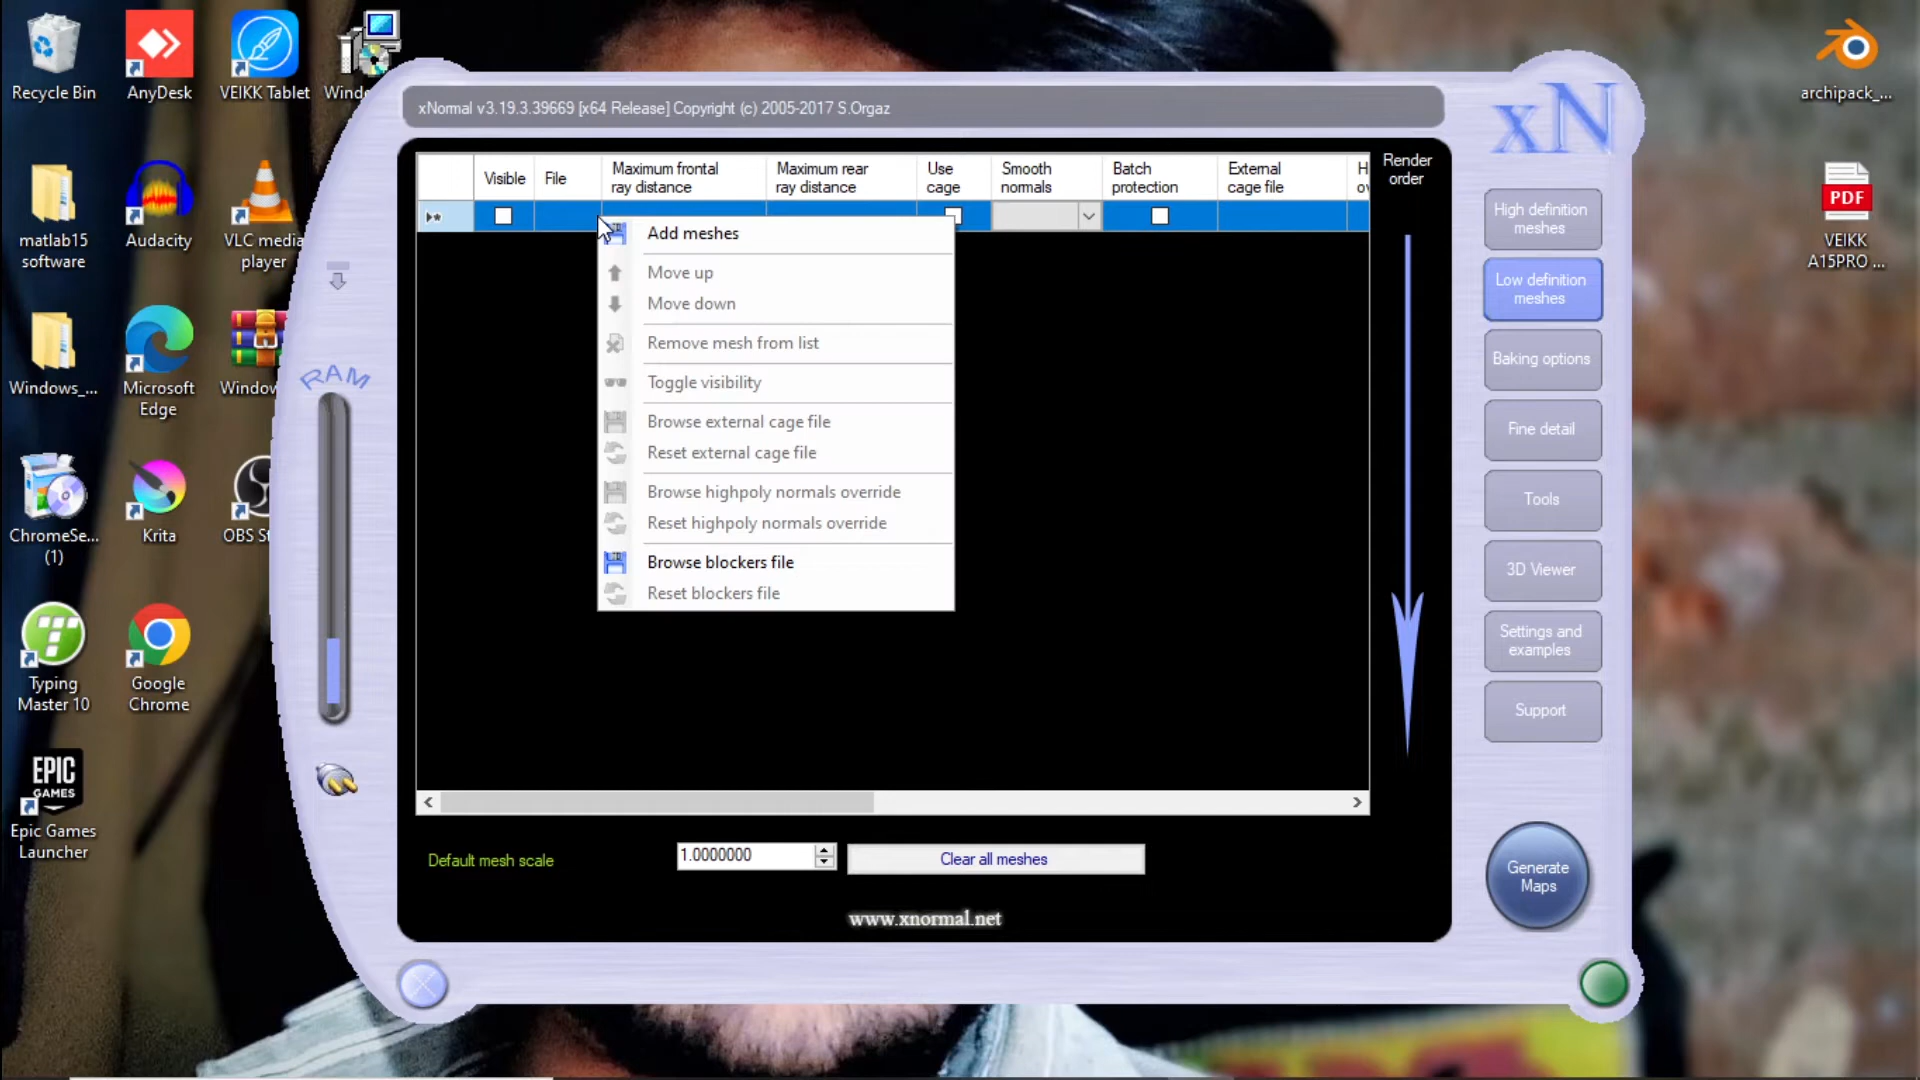 Recycle Bin
AnyDesk
VEIKK Tablet
matlab15
software
Audacity
VLC media
player
Windows_...
Microsoft
Edge
ChromeSe...
(1)
Krita
Typing
Master 10
Google
Chrome
EPIC
GAMES
Epic Games
Launcher
RAM
xNormal v3.19.3.39669 [x64 Release] Copyright (c) 2005-2017 S.Orgaz
xN
Visible
File
Maximum frontal
ray distance
Maximum rear
ray distance
Use
cage
Smooth
normals
Batch
protection
External
cage file
Render
order
Add meshes
Move up
Move down
Remove mesh from list
Toggle visibility
Browse external cage file
Reset external cage file
Browse highpoly normals override
Reset highpoly normals override
Browse blockers file
Reset blockers file
Default mesh scale
1.0000000
Clear all meshes
www.xnormal.net
High definition
meshes
Low definition
meshes
Baking options
Fine detail
Tools
3D Viewer
Settings and
examples
Support
Generate
Maps
archipack_...
PDF
VEIKK
A15PRO ...